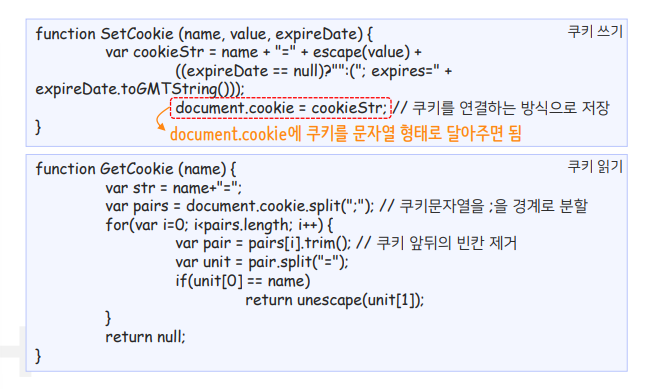 function SetCookie (name, value, expireDate) {
쿠키 쓰기
var cookieStr = name + "=" + escape(value) +
((expireDate == null)?"":("; expires=" +
expireDate.toGMTString()));
document.cookie = cookieStr; // 쿠키를 연결하는 방식으로 저장
}
document.cookie에 쿠키를 문자열 형태로 달아주면 됨
function GetCookie (name) {
쿠키 읽기
var str = name+"=";
var pairs = document.cookie.split(";"); // 쿠키문자열을 ;을 경계로 분할
for(var i=0; i<pairs.length; i++) {
var pair = pairs[i].trim(); // 쿠키 앞뒤의 빈칸 제거
var unit = pair.split("=");
if(unit[0] == name)
return unescape(unit[1]);
}
return null;
}